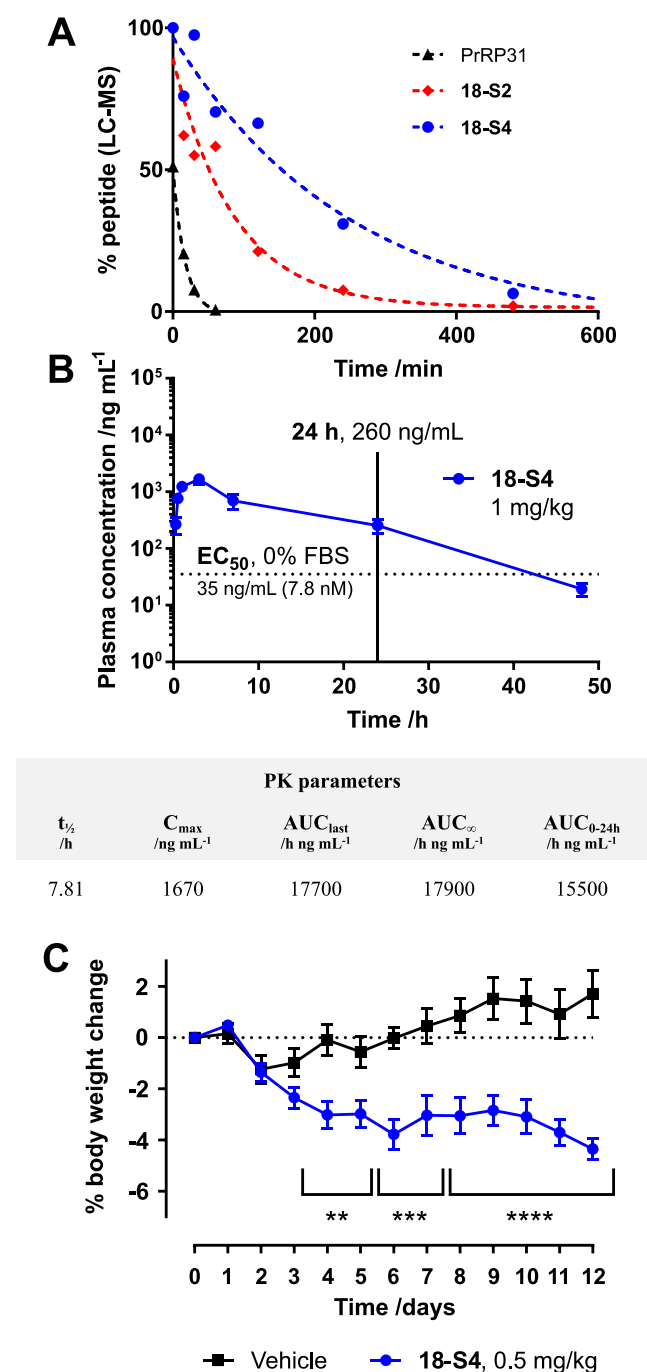 A
100
50
0
% peptide (LC-MS)
PrRP31
18-S2
18-S4
0 200 400 600
Time /min
B
10⁵
10⁴
10³
10²
10¹
10⁰
Plasma concentration /ng mL⁻¹
24 h, 260 ng/mL
18-S4
1 mg/kg
EC₅₀, 0% FBS
35 ng/mL (7.8 nM)
0 10 20 30 40 50
Time /h
PK parameters
t½ Cmax AUClast AUC∞ AUC0-24h
/h /ng mL⁻¹ /h ng mL⁻¹ /h ng mL⁻¹ /h ng mL⁻¹
7.81 1670 17700 17900 15500
C
2
0
-2
-4
-6
% body weight change
** *** ****
0 1 2 3 4 5 6 7 8 9 10 11 12
Time /days
Vehicle 18-S4, 0.5 mg/kg